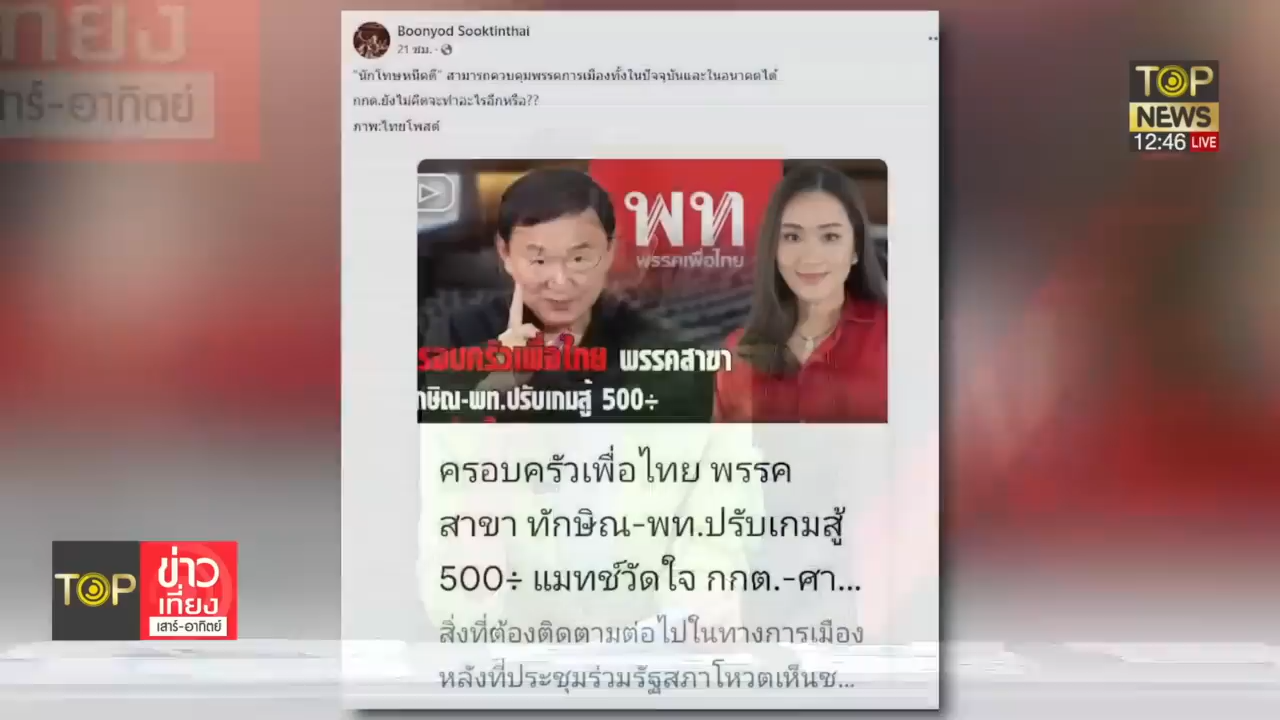 ทยง
สาร์-อาทิตย์
Boonyod Sooktinthai
21 ชม.
"นักโทษหนีคดี" สามารถควบคุมพรรคการเมืองทั้งในปัจจุบันและในอนาคตได้
กกต.ยังไม่คิดจะทำอะไรอีกหรือ??
ภาพ:ไทยโพสต์
TOP
NEWS
12:46 LIVE
พท
พรรคเพื่อไทย
รอบครัวเพื่อไทย พรรคสาขา
าษิณ-พท.ปรับเกมสู้ 500÷
ครอบครัวเพื่อไทย พรรค
สาขา ทักษิณ-พท.ปรับเกมสู้
500÷ แมทช์วัดใจ กกต.-ศา...
สิ่งที่ต้องติดตามต่อไปในทางการเมือง
หลังที่ประชุมร่วมรัฐสภาโหวตเห็นช...
TOP
ข่าว
เที่ยง
เสาร์-อาทิตย์